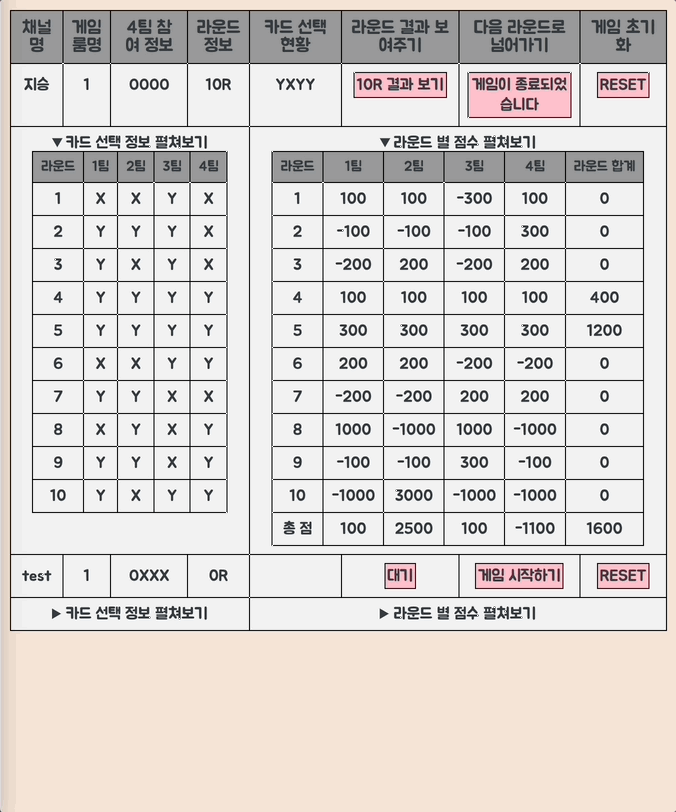 채널명 게임룸명 4팀 참여 정보 라운드 정보 카드 선택 현황 라운드 결과 보여주기 다음 라운드로 넘어가기 게임 초기화
지승 1 OOOO 10R YXYY 10R 결과 보기 게임이 종료되었습니다 RESET
▼카드 선택 정보 펼쳐보기
라운드 1팀 2팀 3팀 4팀
1 X X Y X
2 Y Y Y X
3 Y X Y X
4 Y Y Y Y
5 Y Y Y Y
6 X X Y Y
7 Y Y X X
8 X Y X Y
9 Y Y X Y
10 Y X Y Y
▼라운드 별 점수 펼쳐보기
라운드 1팀 2팀 3팀 4팀 라운드 합계
1 100 100 -300 100 0
2 -100 -100 -100 300 0
3 -200 200 -200 200 0
4 100 100 100 100 400
5 300 300 300 300 1200
6 200 200 -200 -200 0
7 -200 -200 200 200 0
8 1000 -1000 1000 -1000 0
9 -100 -100 300 -100 0
10 -1000 3000 -1000 -1000 0
총 점 100 2500 100 -1100 1600
test 1 OXXX 0R 대기 게임 시작하기 RESET
▶ 카드 선택 정보 펼쳐보기
▶ 라운드 별 점수 펼쳐보기